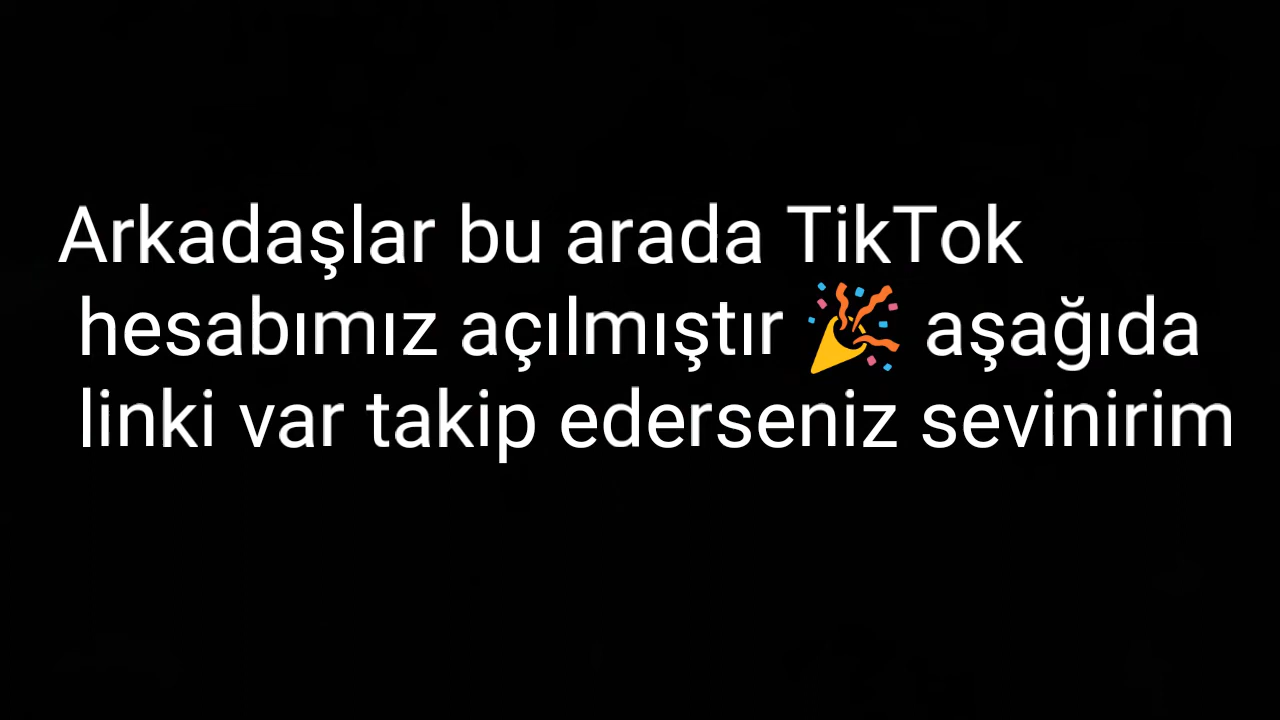 Arkadaşlar bu arada TikTok
hesabımız açılmıştır 🎉 aşağıda
linki var takip ederseniz sevinirim